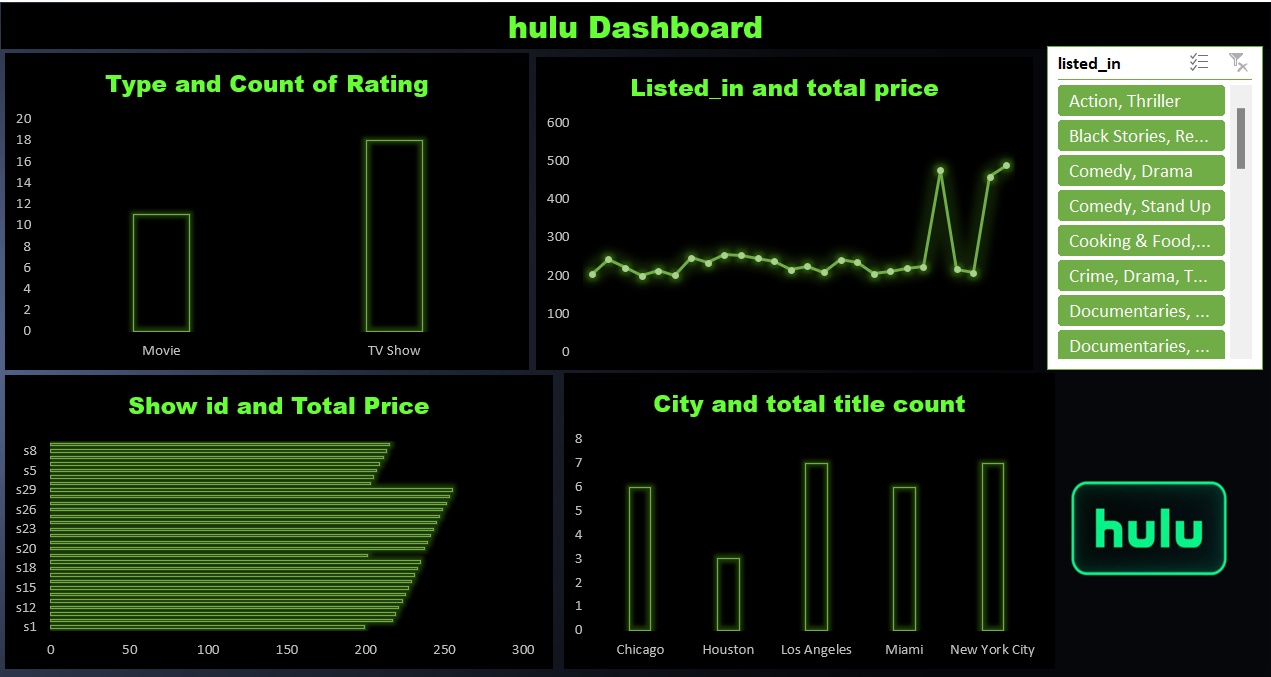 hulu Dashboard
Type and Count of Rating
20
18
16
14
12
10
8
6
4
2
0
Movie
TV Show
Listed_in and total price
600
500
400
300
200
100
0
listed_in
Action, Thriller
Black Stories, Re...
Comedy, Drama
Comedy, Stand Up
Cooking & Food,...
Crime, Drama, T...
Documentaries, ...
Documentaries, ...
Show id and Total Price
s8
s5
s29
s26
s23
s20
s18
s15
s12
s1
0 50 100 150 200 250 300
City and total title count
8
7
6
5
4
3
2
1
0
Chicago Houston Los Angeles Miami New York City
hulu